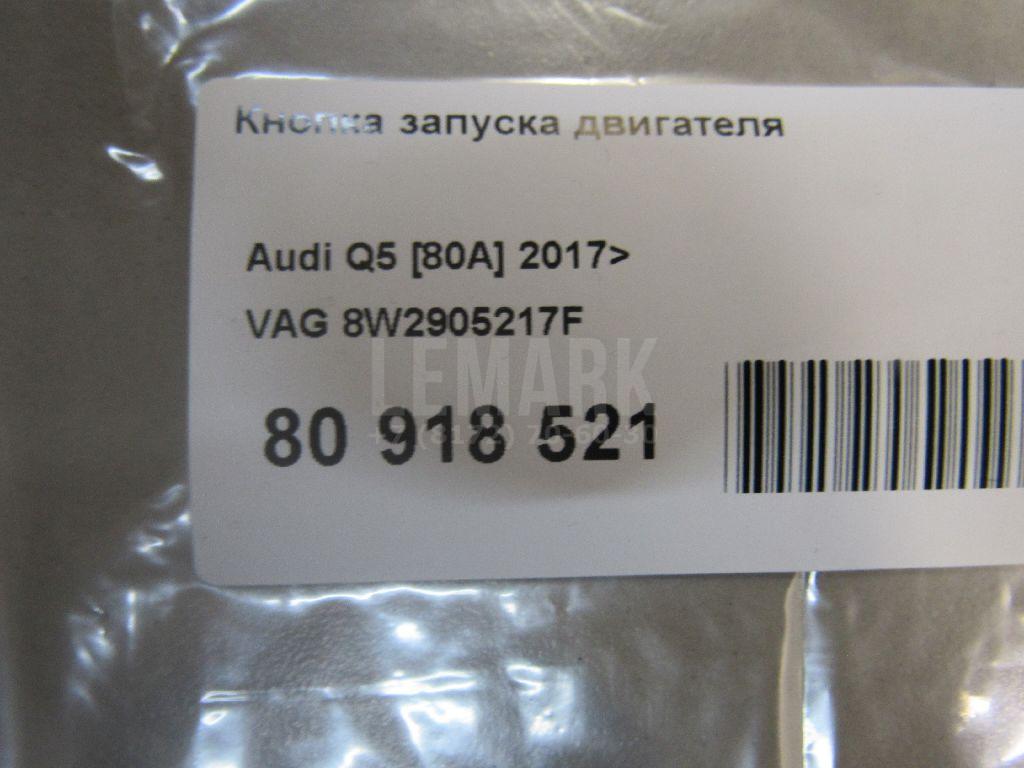 Кнопка запуска двигателя
Audi Q5 [80A] 2017>
VAG 8W2905217F
LEMARK
80 918 521